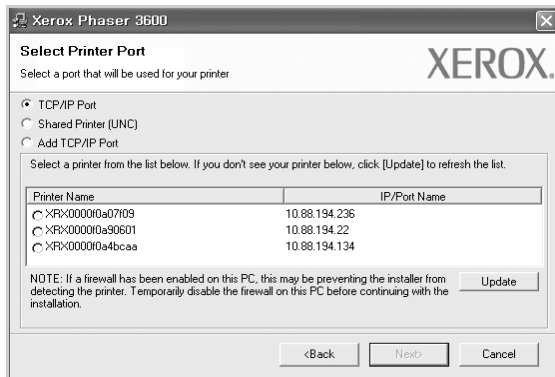 Xerox Phaser 3600
Select Printer Port
Select a port that will be used for your printer
XEROX.
TCP/IP Port
Shared Printer (UNC)
Add TCP/IP Port
Select a printer from the list below. If you don't see your printer below, click [Update] to refresh the list.
Printer Name IP/Port Name
XRX0000f0a07f09 10.88.194.236
XRX0000f0a90601 10.88.194.22
XRX0000f0a4bcaa 10.88.194.134
NOTE: If a firewall has been enabled on this PC, this may be preventing the installer from
detecting the printer. Temporarily disable the firewall on this PC before continuing with the
installation.
Update
<Back Next> Cancel